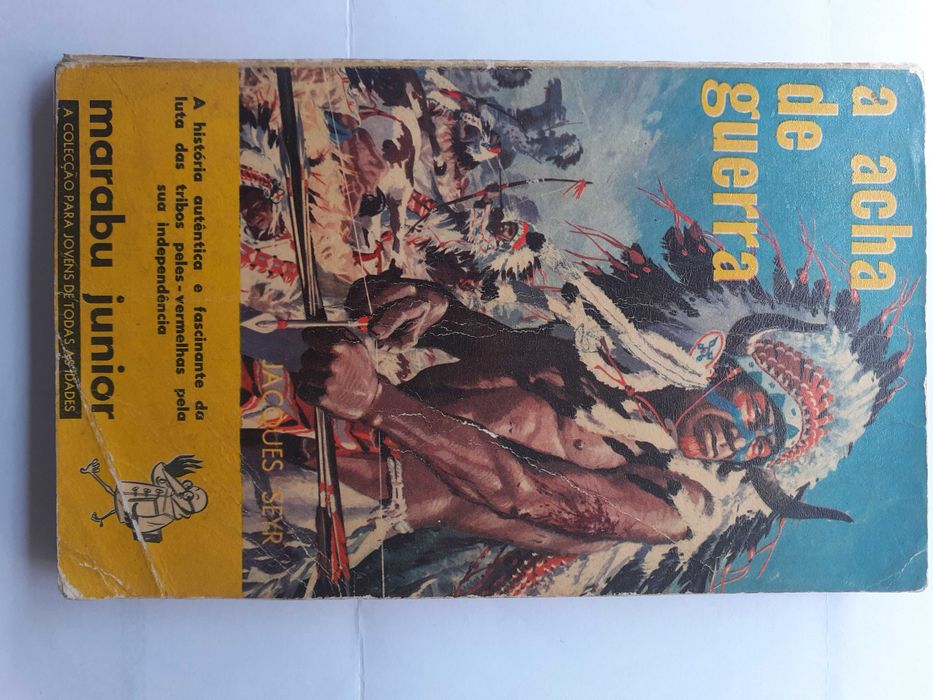 a acha
de
guerra
JACQUES SEYR
A história autêntica e fascinante da
luta das tribos peles-vermelhas pela
sua independência
marabu junior
A COLECÇÃO PARA JOVENS DE TODAS AS IDADES